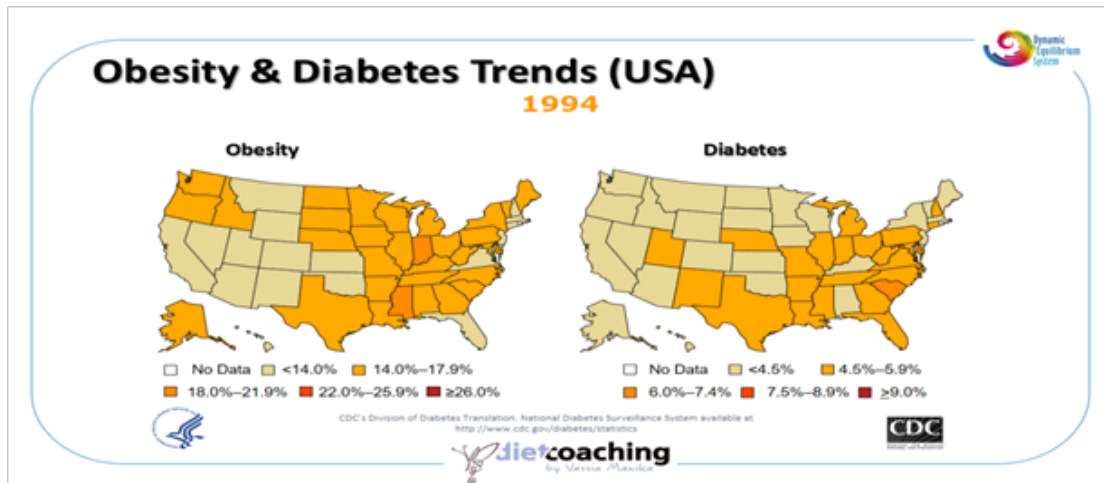 Dynamic
Equilibrium
System
Obesity & Diabetes Trends (USA)
1994
Obesity
Diabetes
No Data <14.0% 14.0%–17.9%
18.0%–21.9% 22.0%–25.9% ≥26.0%
No Data <4.5% 4.5%–5.9%
6.0%–7.4% 7.5%–8.9% ≥9.0%
CDC's Division of Diabetes Translation. National Diabetes Surveillance System available at
http://www.cdc.gov/diabetes/statistics
CDC
dietcoaching
by Vassia Manika